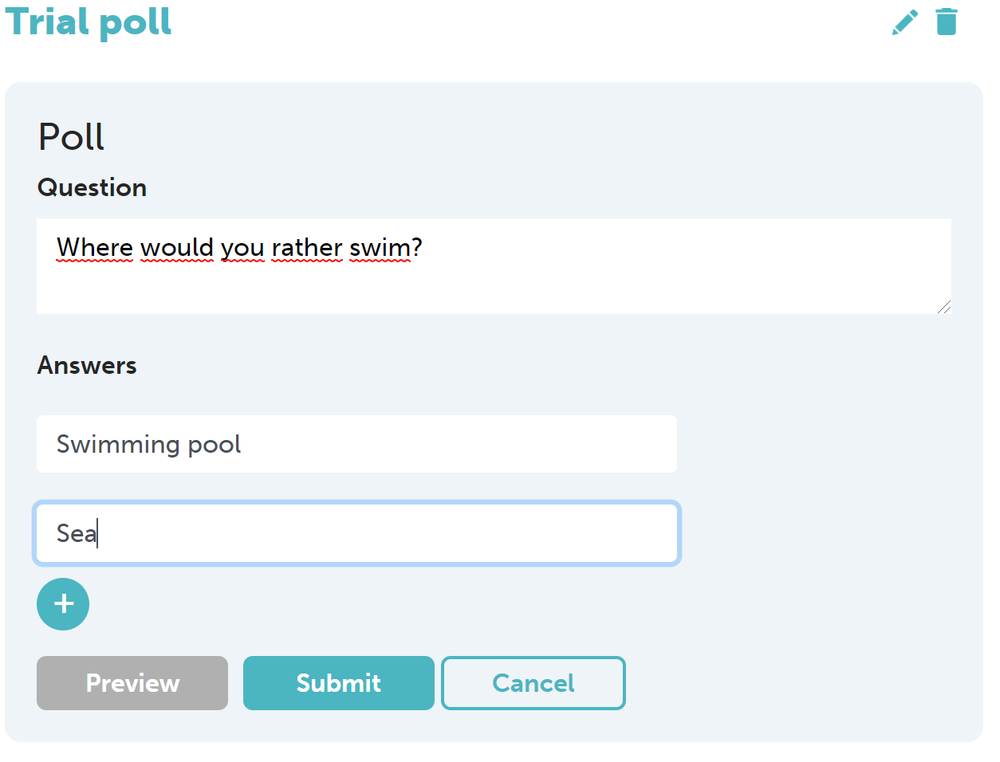 Trial poll
Poll
Question
Where would you rather swim?
Answers
Swimming pool
Sea
+
Preview Submit Cancel